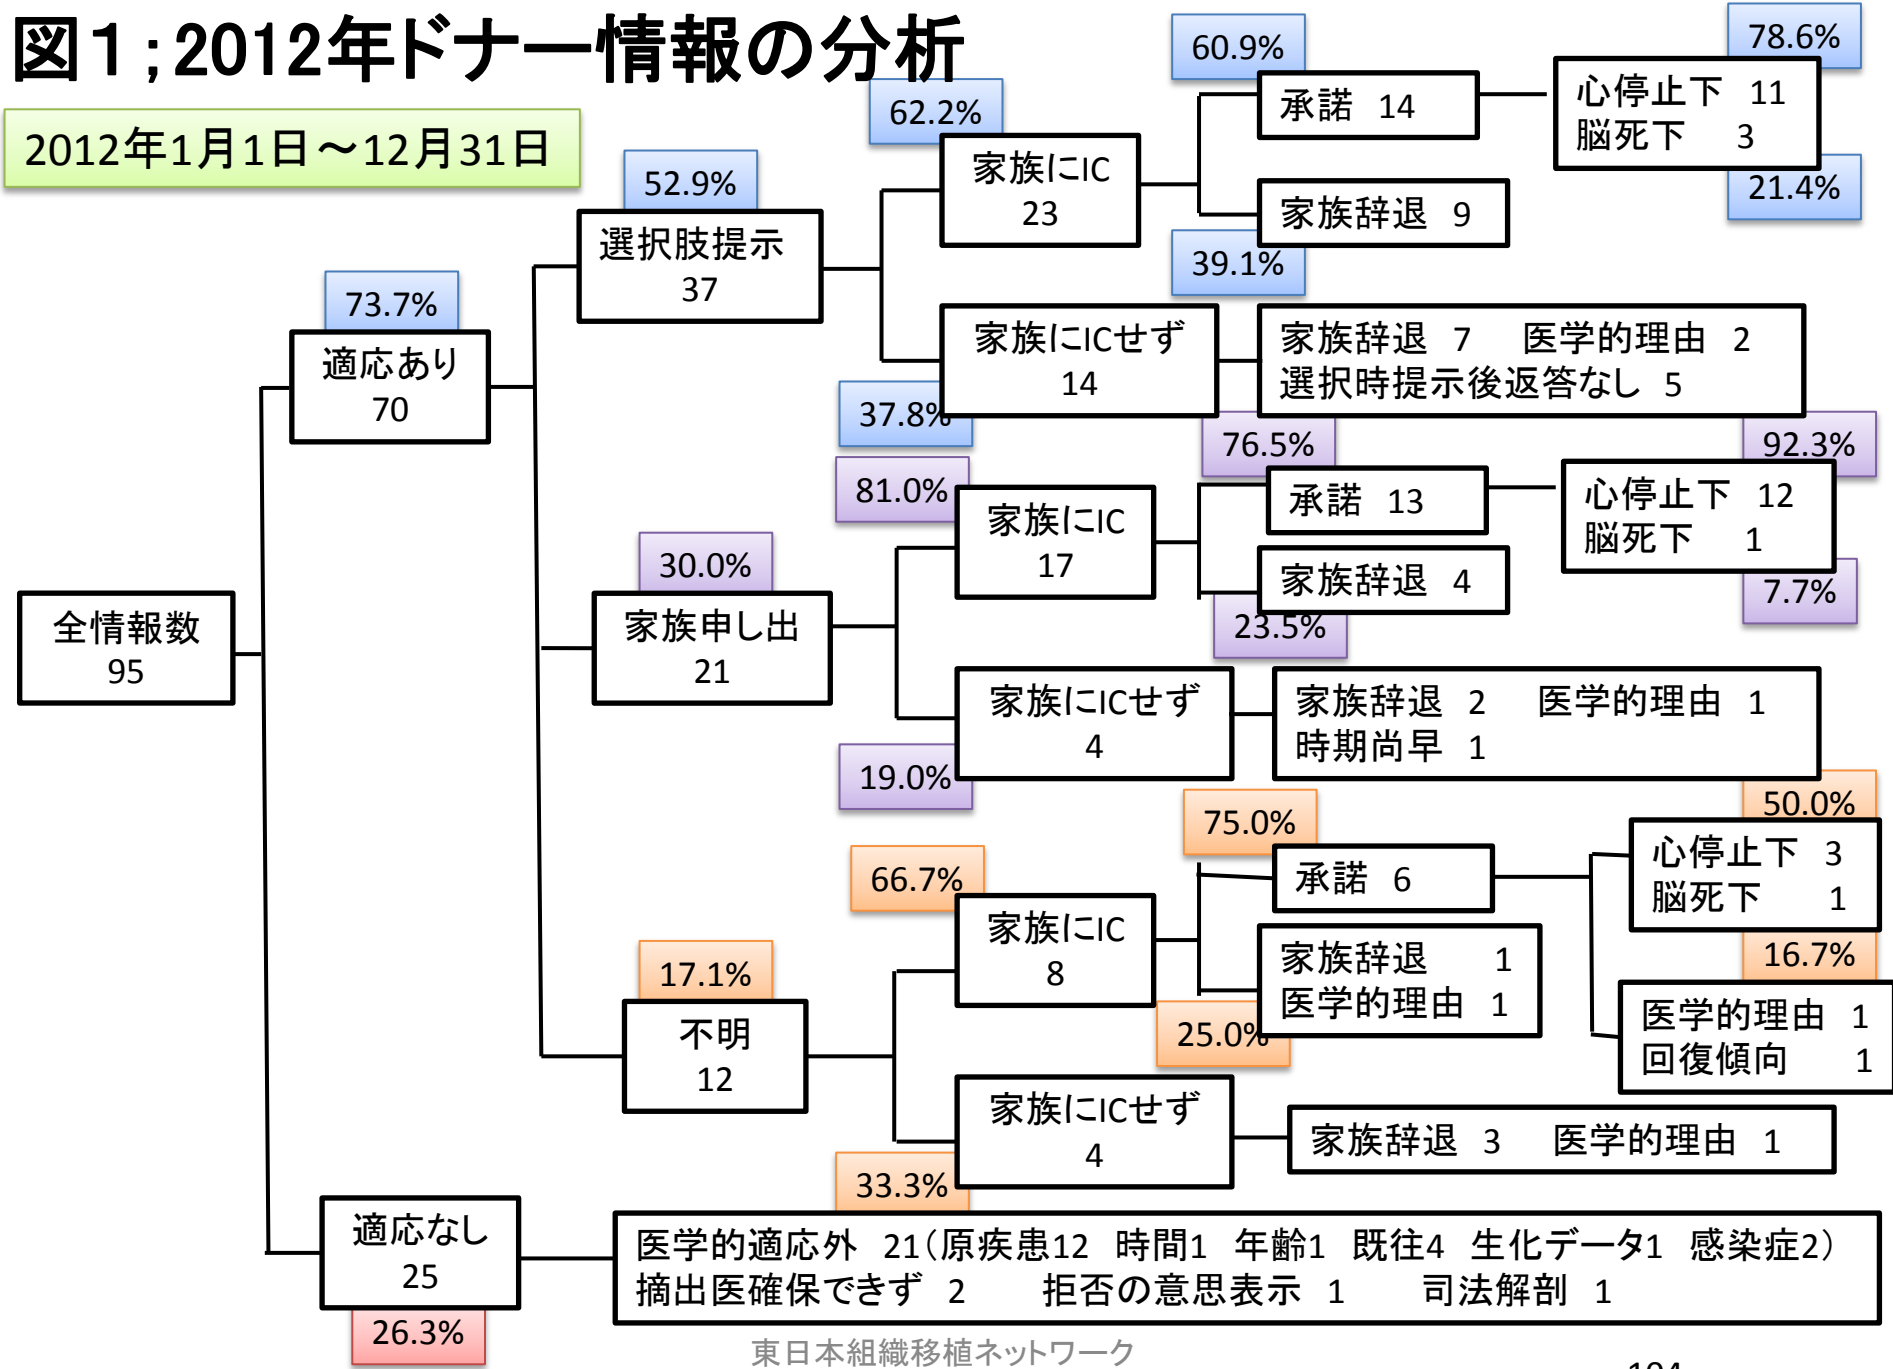 図1;2012年ドナー情報の分析
2012年1月1日～12月31日
全情報数
95
73.7%
適応あり
70
52.9%
選択肢提示
37
62.2%
家族にIC
23
60.9%
承諾 14
78.6%
心停止下 11
脳死下 3
21.4%
家族辞退 9
39.1%
家族にICせず
14
37.8%
家族辞退 7 医学的理由 2
選択時提示後返答なし 5
30.0%
家族申し出
21
81.0%
家族にIC
17
76.5%
承諾 13
92.3%
心停止下 12
脳死下 1
7.7%
家族辞退 4
23.5%
家族にICせず
4
19.0%
家族辞退 2 医学的理由 1
時期尚早 1
17.1%
不明
12
66.7%
家族にIC
8
75.0%
承諾 6
50.0%
心停止下 3
脳死下 1
16.7%
医学的理由 1
回復傾向 1
家族辞退 1
医学的理由 1
25.0%
家族にICせず
4
33.3%
家族辞退 3 医学的理由 1
適応なし
25
26.3%
医学的適応外 21(原疾患12 時間1 年齢1 既往4 生化データ1 感染症2)
摘出医確保できず 2 拒否の意思表示 1 司法解剖 1
東日本組織移植ネットワーク